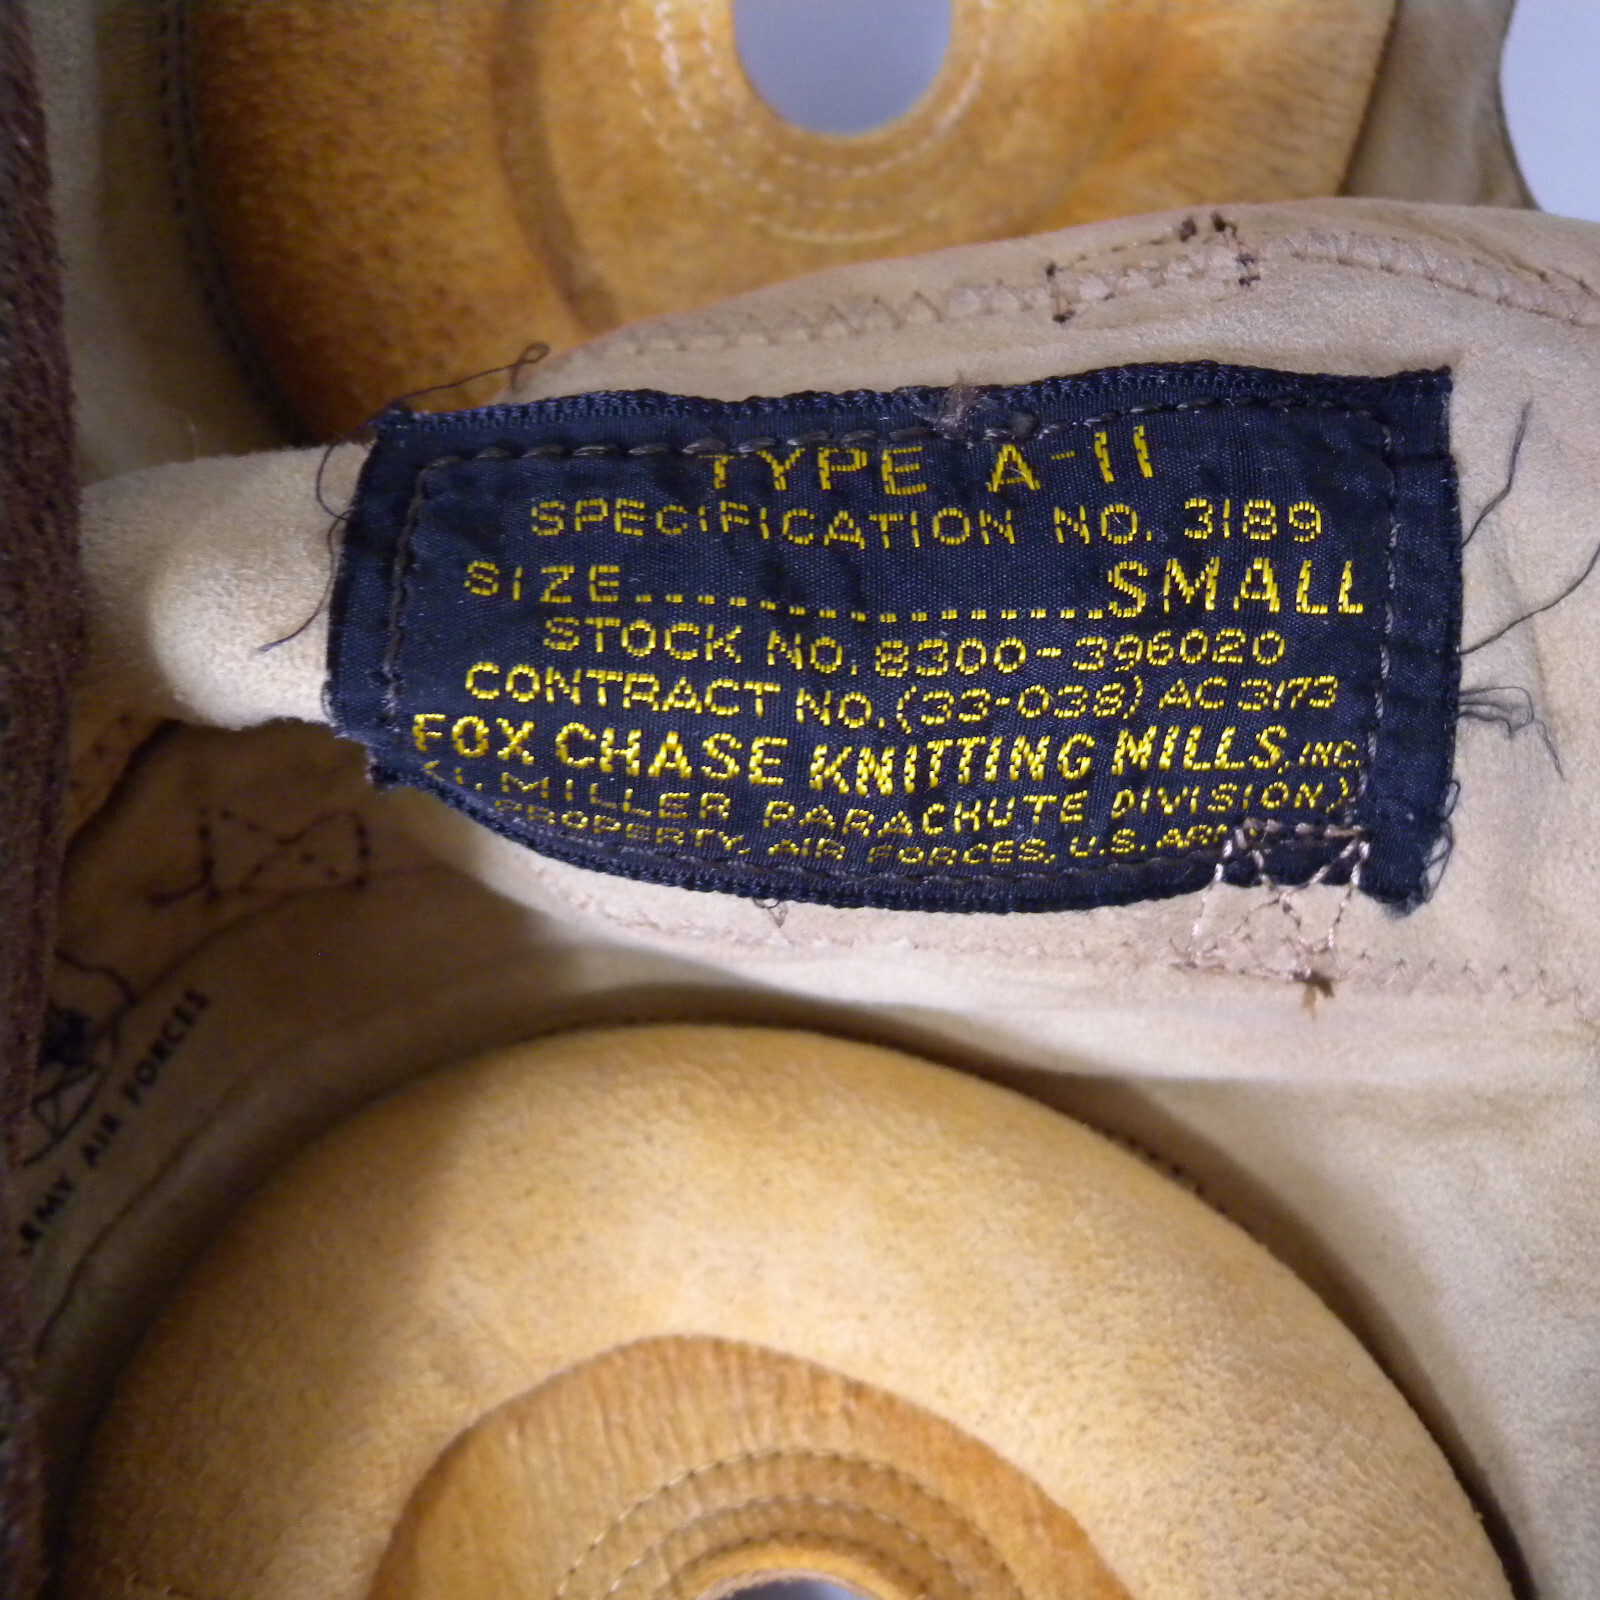 TYPE A-11
SPECIFICATION NO. 3189
SIZE.................SMALL
STOCK NO. 8300-396020
CONTRACT NO. (33-038) AC 3173
FOX CHASE KNITTING MILLS, INC.
MILLER PARACHUTE DIVISION)
PROPERTY, AIR FORCES, U.S. ARMY
ARMY AIR FORCES